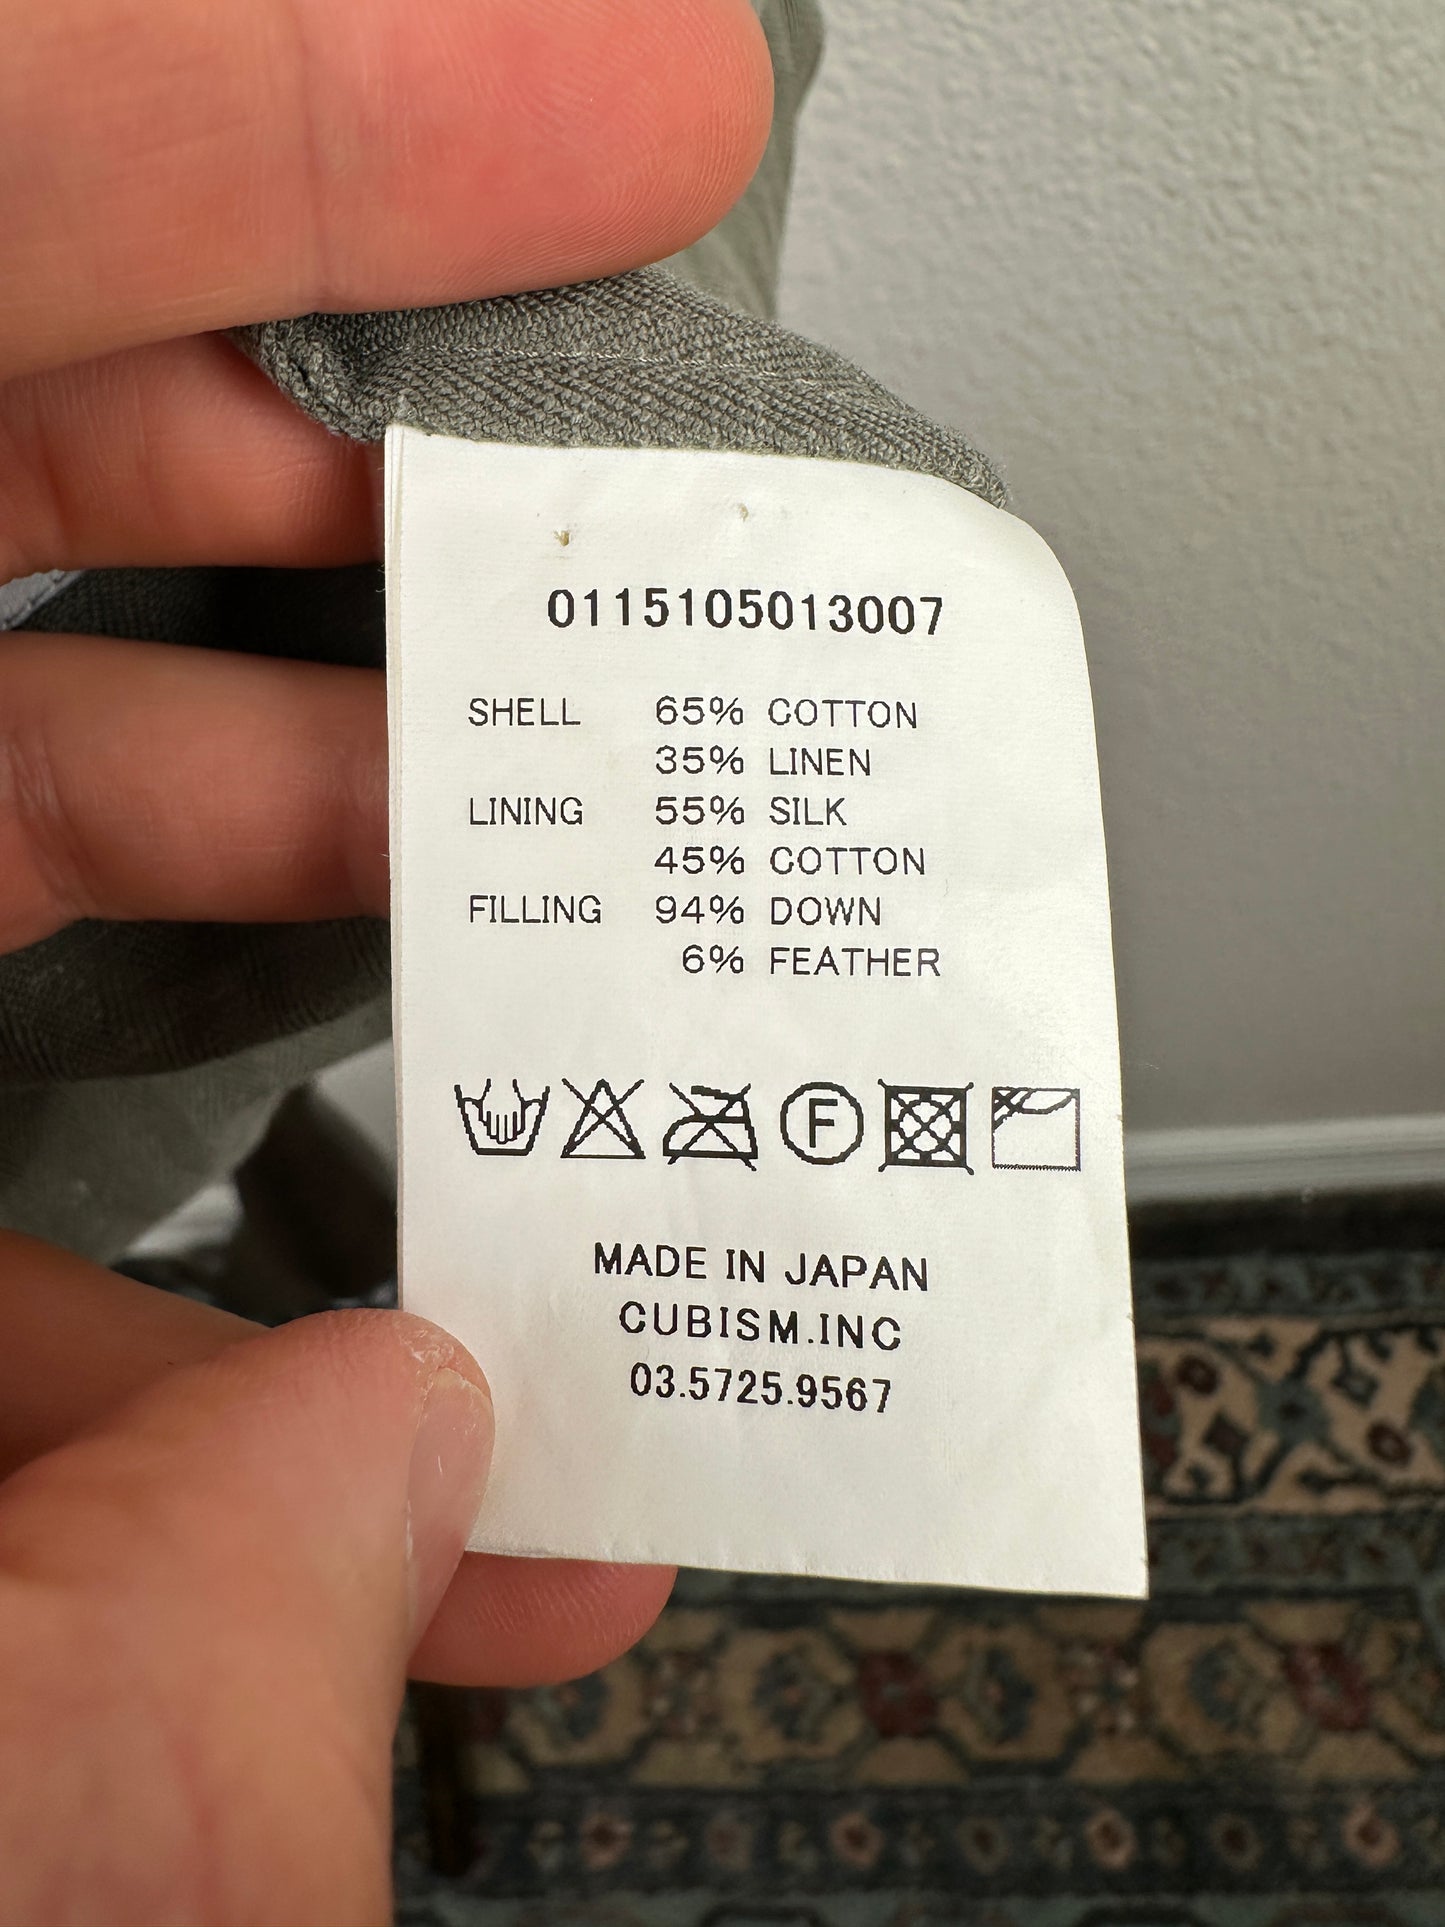 0115105013007
SHELL 65% COTTON
35% LINEN
LINING 55% SILK
45% COTTON
FILLING 94% DOWN
6% FEATHER
F
MADE IN JAPAN
CUBISM.INC
03.5725.9567